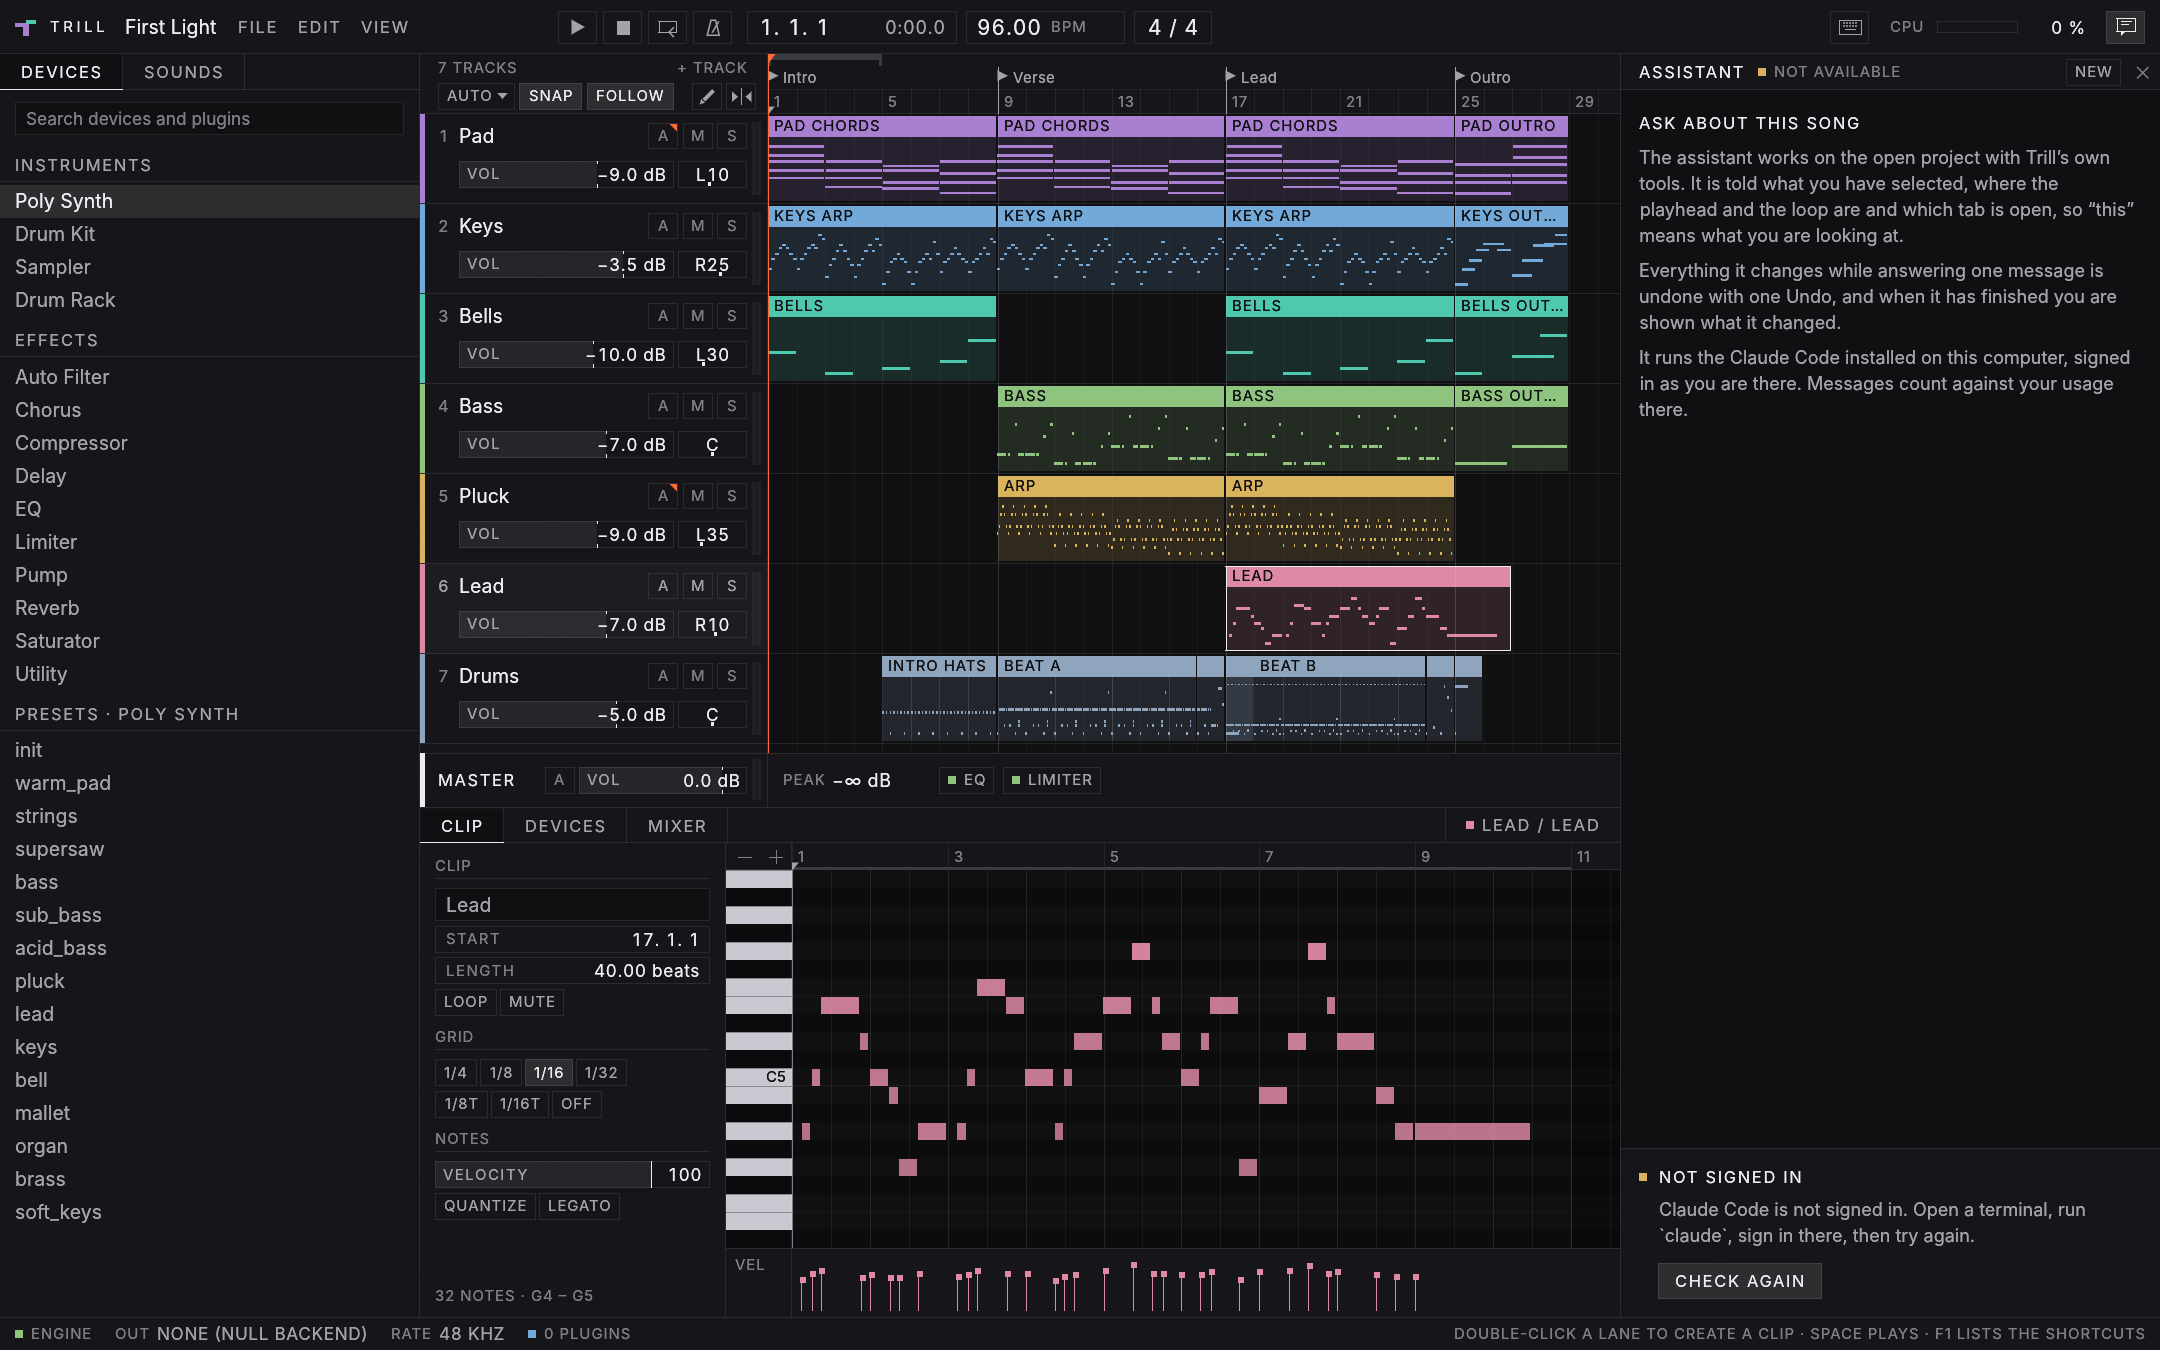 TRILL First Light FILE EDIT VIEW
1. 1. 1 0:00.0 96.00 BPM 4 / 4
CPU 0 %
DEVICES SOUNDS
Search devices and plugins
INSTRUMENTS
Poly Synth
Drum Kit
Sampler
Drum Rack
EFFECTS
Auto Filter
Chorus
Compressor
Delay
EQ
Limiter
Pump
Reverb
Saturator
Utility
PRESETS · POLY SYNTH
init
warm_pad
strings
supersaw
bass
sub_bass
acid_bass
pluck
lead
keys
bell
mallet
organ
brass
soft_keys
7 TRACKS + TRACK
AUTO SNAP FOLLOW
Intro Verse Lead Outro
1 5 9 13 17 21 25 29
1 Pad A M S
VOL −9.0 dB L10
PAD CHORDS PAD CHORDS PAD CHORDS PAD OUTRO
2 Keys A M S
VOL −3.5 dB R25
KEYS ARP KEYS ARP KEYS ARP KEYS OUT...
3 Bells A M S
VOL −10.0 dB L30
BELLS BELLS BELLS OUT...
4 Bass A M S
VOL −7.0 dB C
BASS BASS BASS OUT...
5 Pluck A M S
VOL −9.0 dB L35
ARP ARP
6 Lead A M S
VOL −7.0 dB R10
LEAD
7 Drums A M S
VOL −5.0 dB C
INTRO HATS BEAT A BEAT B
MASTER A VOL 0.0 dB PEAK −∞ dB EQ LIMITER
CLIP DEVICES MIXER LEAD / LEAD
CLIP
Lead
START 17. 1. 1
LENGTH 40.00 beats
LOOP MUTE
GRID
1/4 1/8 1/16 1/32
1/8T 1/16T OFF
NOTES
VELOCITY 100
QUANTIZE LEGATO
32 NOTES · G4 – G5
1 3 5 7 9 11
C5
VEL
ASSISTANT NOT AVAILABLE NEW
ASK ABOUT THIS SONG
The assistant works on the open project with Trill's own
tools. It is told what you have selected, where the
playhead and the loop are and which tab is open, so “this”
means what you are looking at.
Everything it changes while answering one message is
undone with one Undo, and when it has finished you are
shown what it changed.
It runs the Claude Code installed on this computer, signed
in as you are there. Messages count against your usage
there.
NOT SIGNED IN
Claude Code is not signed in. Open a terminal, run
`claude`, sign in there, then try again.
CHECK AGAIN
ENGINE OUT NONE (NULL BACKEND) RATE 48 KHZ 0 PLUGINS
DOUBLE-CLICK A LANE TO CREATE A CLIP · SPACE PLAYS · F1 LISTS THE SHORTCUTS